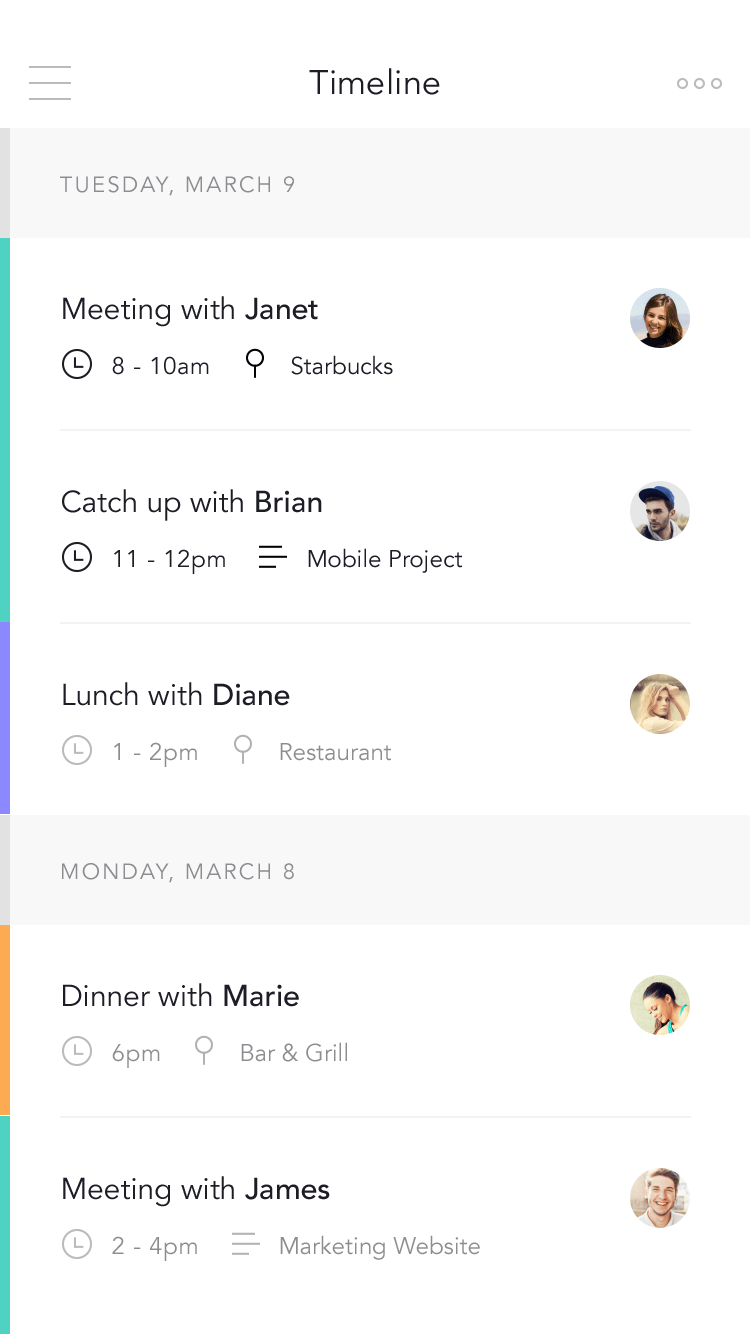 Timeline
TUESDAY, MARCH 9
Meeting with Janet
8 - 10am Starbucks
Catch up with Brian
11 - 12pm Mobile Project
Lunch with Diane
1 - 2pm Restaurant
MONDAY, MARCH 8
Dinner with Marie
6pm Bar & Grill
Meeting with James
2 - 4pm Marketing Website